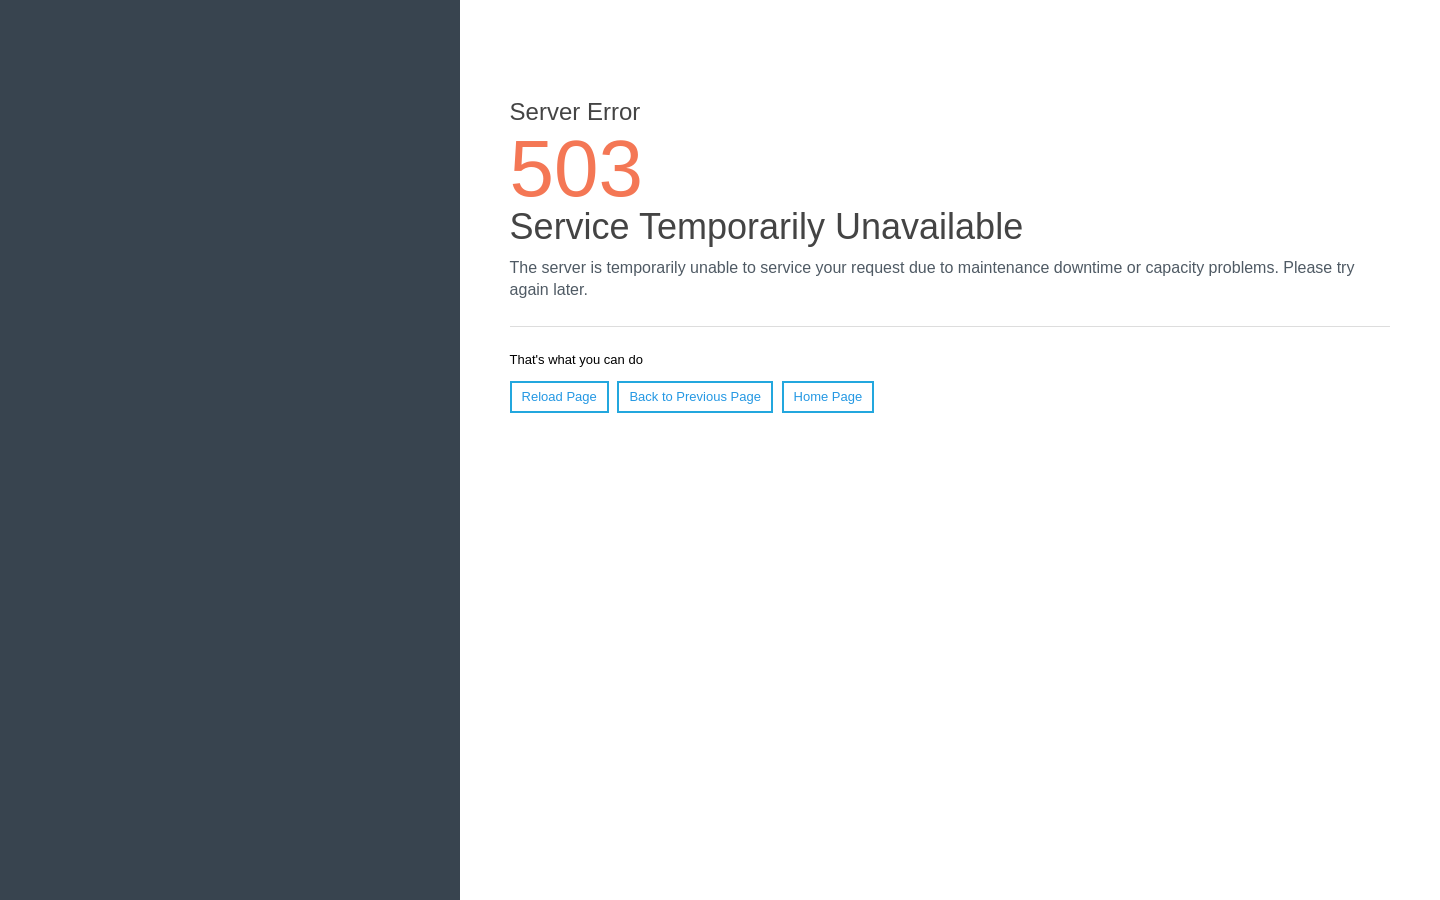 Server Error
503
Service Temporarily Unavailable
The server is temporarily unable to service your request due to maintenance downtime or capacity problems. Please try
again later.
That's what you can do
Reload Page Back to Previous Page Home Page